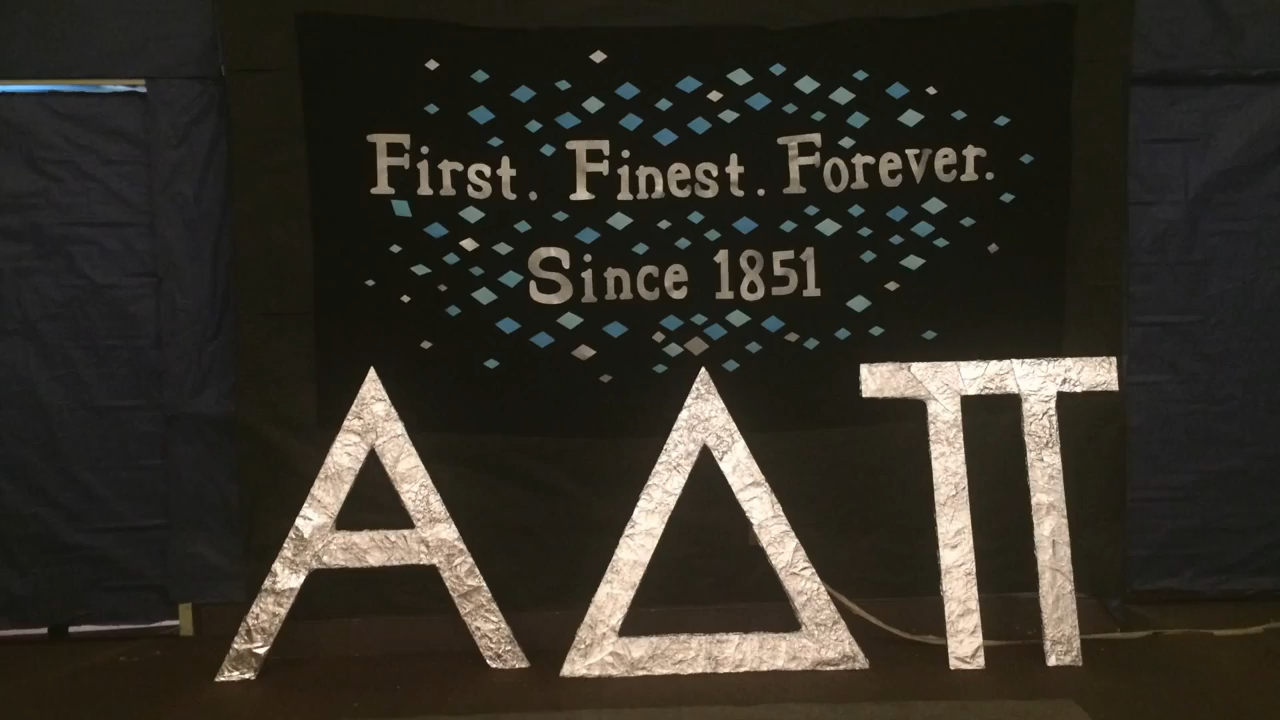 First. Finest. Forever.
Since 1851
ΑΔΠ